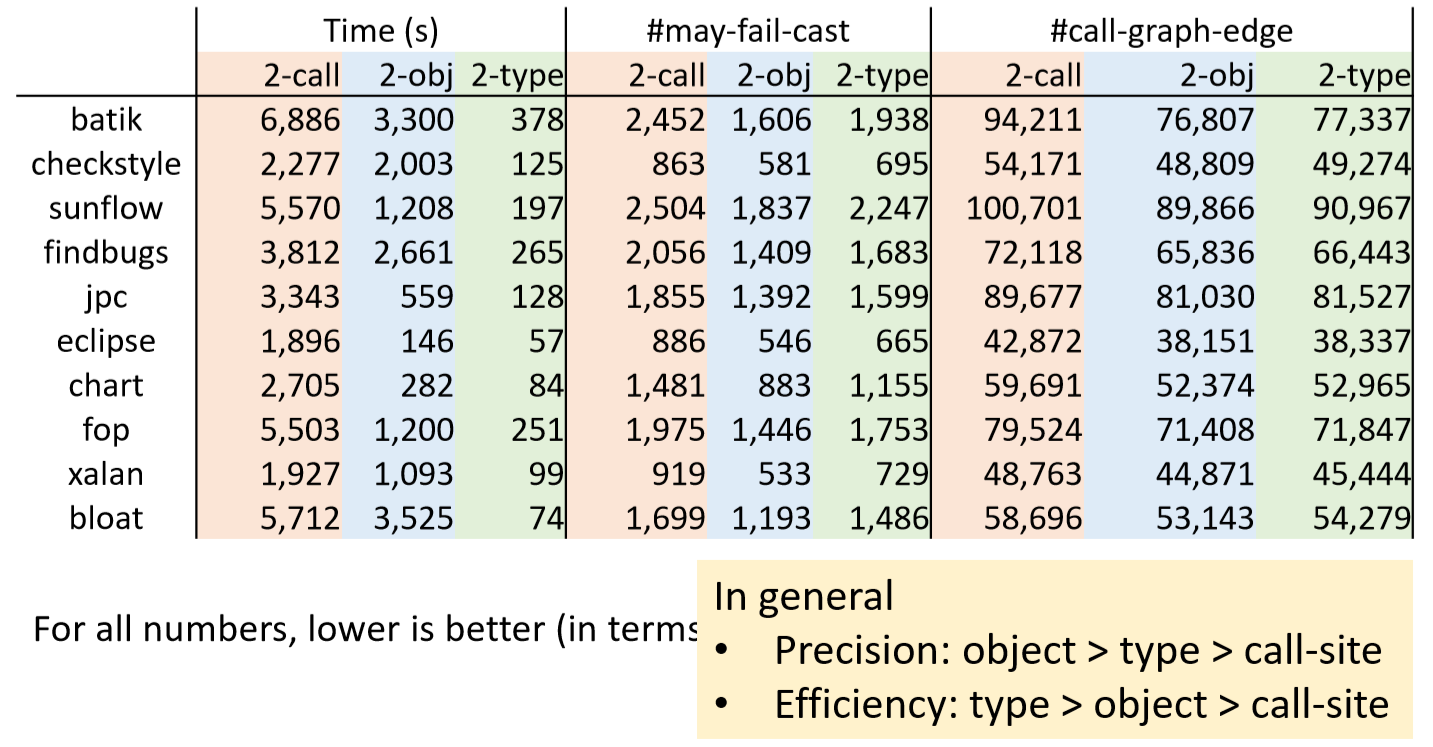 Time (s) #may-fail-cast #call-graph-edge
2-call 2-obj 2-type 2-call 2-obj 2-type 2-call 2-obj 2-type
batik 6,886 3,300 378 2,452 1,606 1,938 94,211 76,807 77,337
checkstyle 2,277 2,003 125 863 581 695 54,171 48,809 49,274
sunflow 5,570 1,208 197 2,504 1,837 2,247 100,701 89,866 90,967
findbugs 3,812 2,661 265 2,056 1,409 1,683 72,118 65,836 66,443
jpc 3,343 559 128 1,855 1,392 1,599 89,677 81,030 81,527
eclipse 1,896 146 57 886 546 665 42,872 38,151 38,337
chart 2,705 282 84 1,481 883 1,155 59,691 52,374 52,965
fop 5,503 1,200 251 1,975 1,446 1,753 79,524 71,408 71,847
xalan 1,927 1,093 99 919 533 729 48,763 44,871 45,444
bloat 5,712 3,525 74 1,699 1,193 1,486 58,696 53,143 54,279
For all numbers, lower is better (in terms
In general
• Precision: object > type > call-site
• Efficiency: type > object > call-site